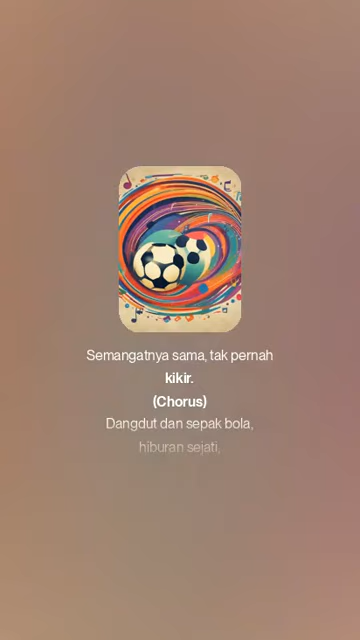 Semangatnya sama, tak pernah
kikir.
(Chorus)
Dangdut dan sepak bola,
hiburan sejati,